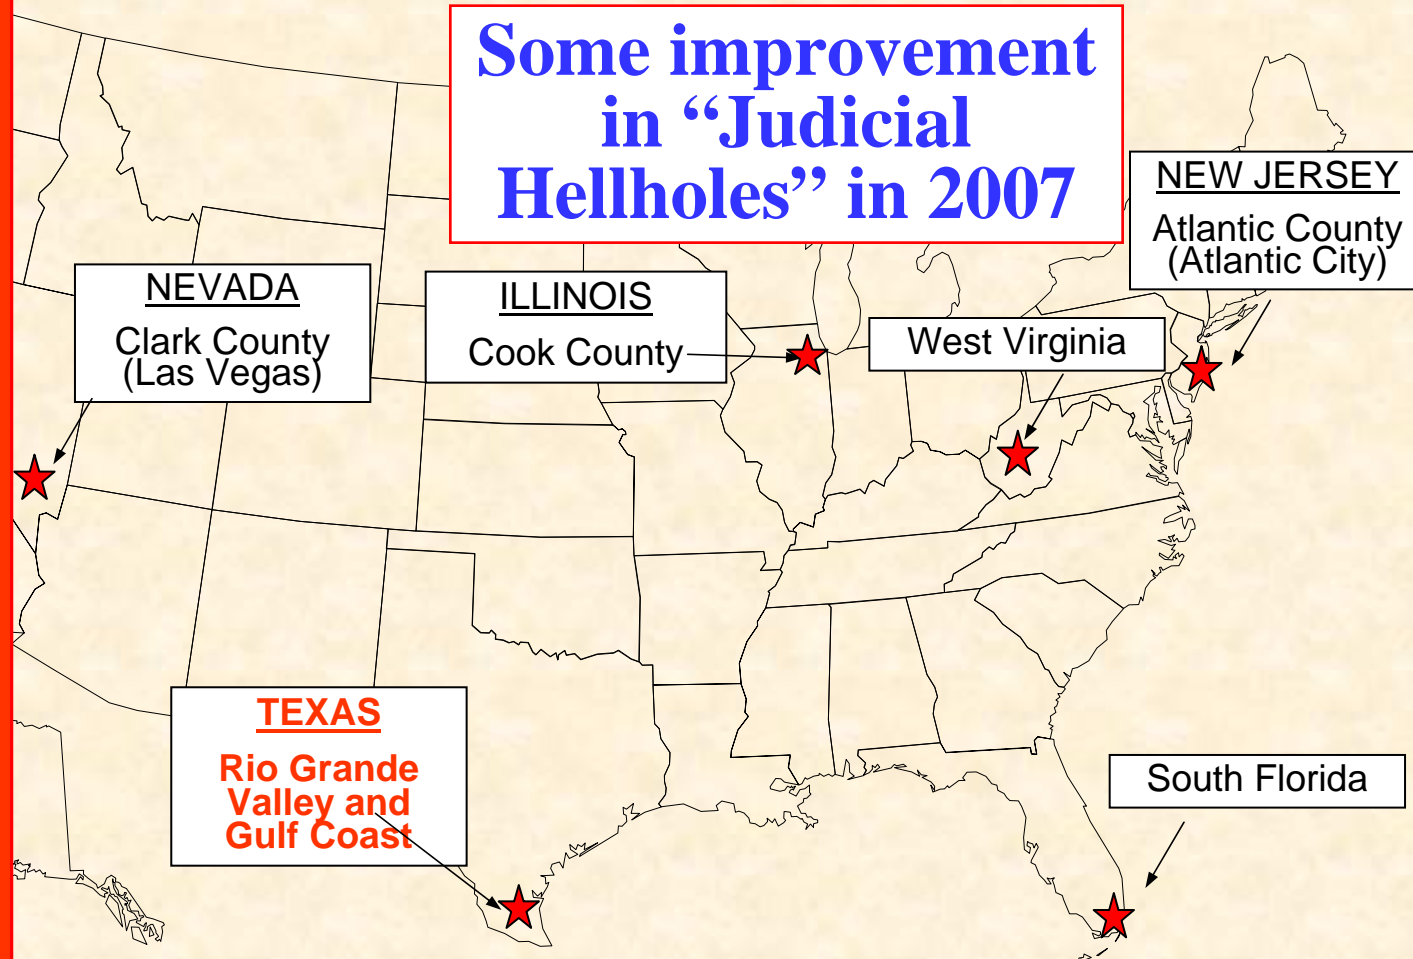 Some improvement
in “Judicial
Hellholes” in 2007
NEW JERSEY
Atlantic County
(Atlantic City)
NEVADA
Clark County
(Las Vegas)
ILLINOIS
Cook County
West Virginia
TEXAS
Rio Grande
Valley and
Gulf Coast
South Florida